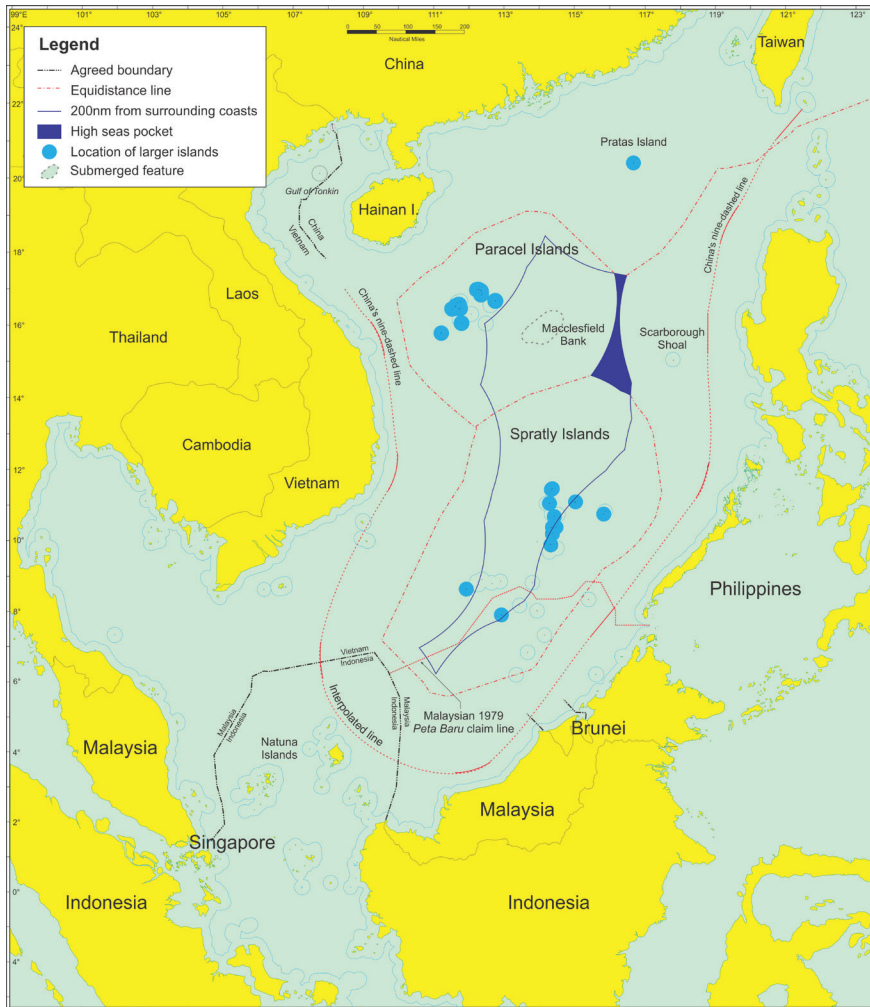 99°E
101°
103°
105°
107°
109°
111°
113°
115°
117°
119°
121°
123°
24°
22°
20°
18°
16°
14°
12°
10°
8°
6°
4°
2°
0°
2°
4°
Legend
Agreed boundary
Equidistance line
200nm from surrounding coasts
High seas pocket
Location of larger islands
Submerged feature
0 50 100 150 200
Nautical Miles
China
Taiwan
Pratas Island
Gulf of Tonkin
China
Vietnam
Hainan I.
China's nine-dashed line
Paracel Islands
Laos
China's nine-dashed line
Thailand
Macclesfield
Bank
Scarborough
Shoal
Spratly Islands
Cambodia
Vietnam
Philippines
Vietnam
Indonesia
Malaysia
Indonesia
Malaysia
Indonesia
Interpolated line
Malaysian 1979
Peta Baru claim line
Natuna
Islands
Malaysia
Brunei
Malaysia
Singapore
Indonesia
Indonesia